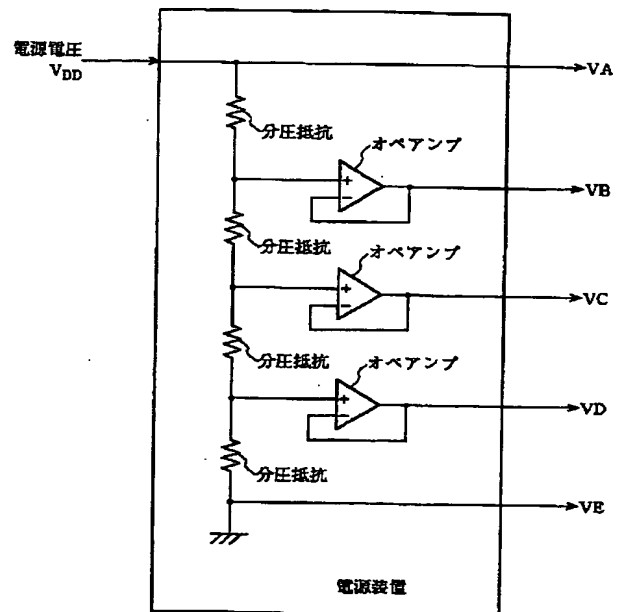 電源電圧
VDD
VA
分圧抵抗
オペアンプ
+
−
VB
分圧抵抗
オペアンプ
+
−
VC
分圧抵抗
オペアンプ
+
−
VD
分圧抵抗
VE
電源装置